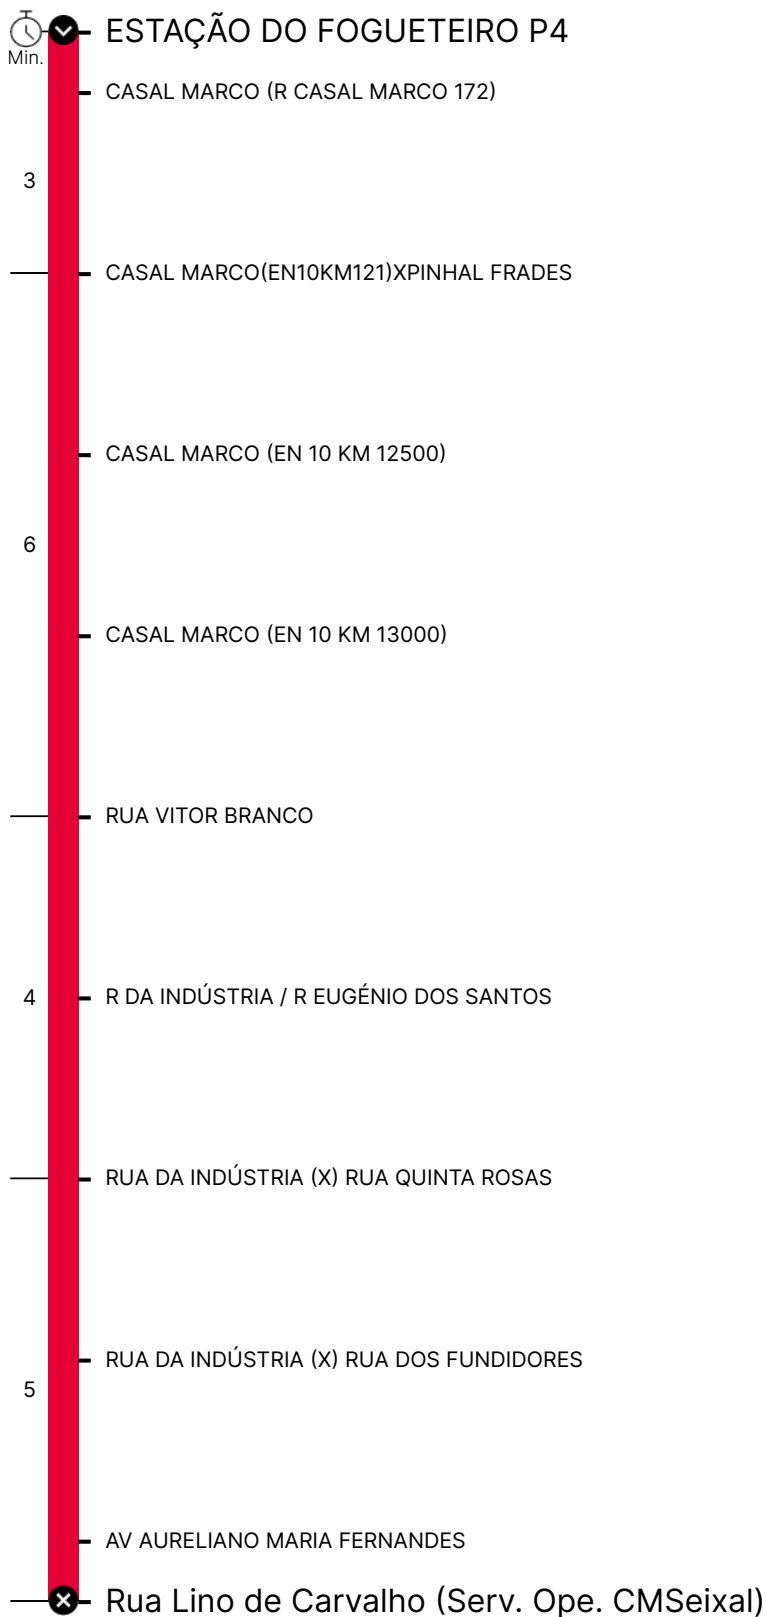 ESTAÇÃO DO FOGUETEIRO P4
Min.
CASAL MARCO (R CASAL MARCO 172)
3
CASAL MARCO(EN10KM121)XPINHAL FRADES
CASAL MARCO (EN 10 KM 12500)
6
CASAL MARCO (EN 10 KM 13000)
RUA VITOR BRANCO
4 R DA INDÚSTRIA / R EUGÉNIO DOS SANTOS
RUA DA INDÚSTRIA (X) RUA QUINTA ROSAS
RUA DA INDÚSTRIA (X) RUA DOS FUNDIDORES
5
AV AURELIANO MARIA FERNANDES
Rua Lino de Carvalho (Serv. Ope. CMSeixal)